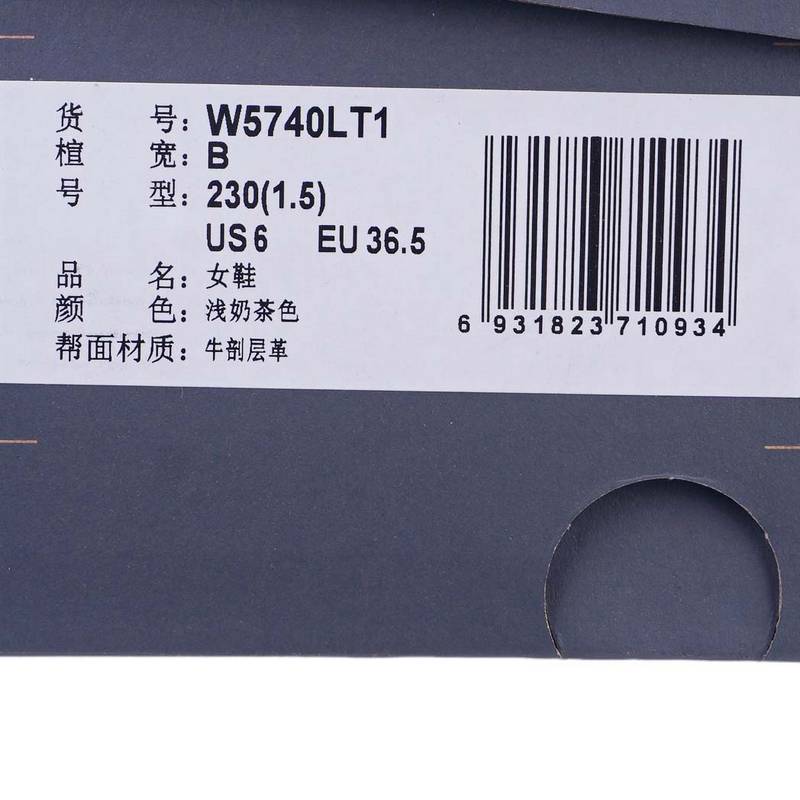 货 号：W5740LT1
楦 宽：B
号 型：230(1.5)
US 6 EU 36.5
品 名：女鞋
颜 色：浅奶茶色
帮面材质：牛剖层革
6 931823 710934